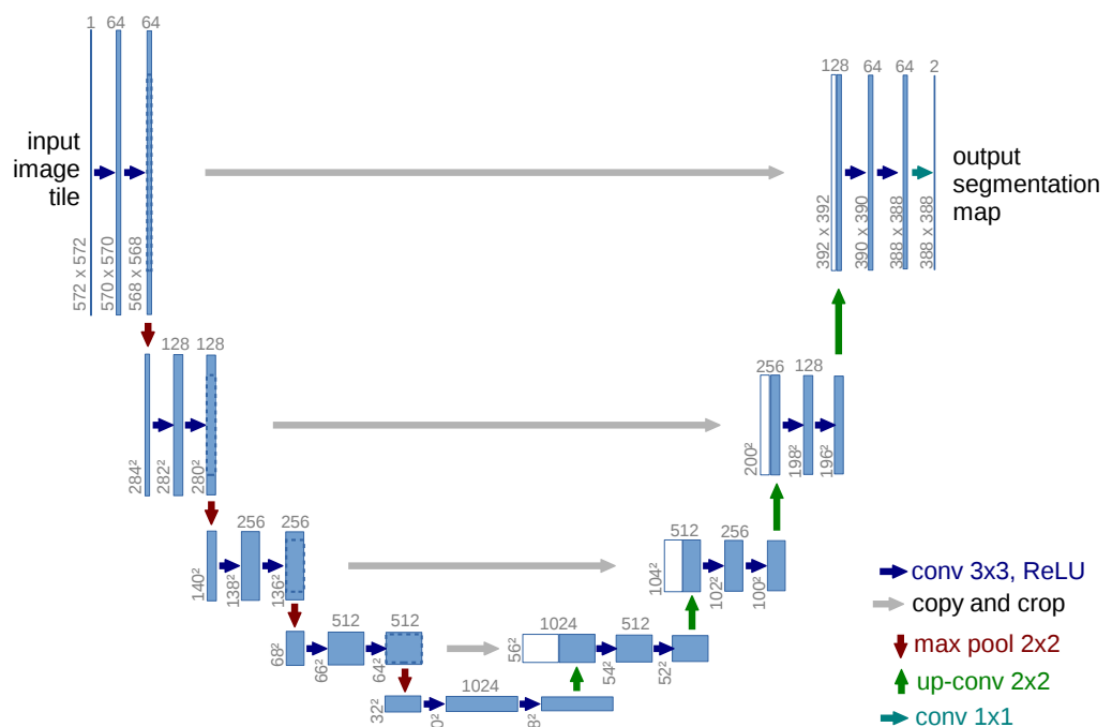 1
64
64
input
image
tile
572 x 572
570 x 570
568 x 568
128
64
64
2
output
segmentation
map
392 x 392
390 x 390
388 x 388
388 x 388
128
128
284²
282²
280²
256
128
200²
198²
196²
256
256
140²
138²
136²
512
256
104²
102²
100²
512
512
68²
66²
64²
1024
512
56²
54²
52²
1024
32²
conv 3x3, ReLU
copy and crop
max pool 2x2
up-conv 2x2
conv 1x1